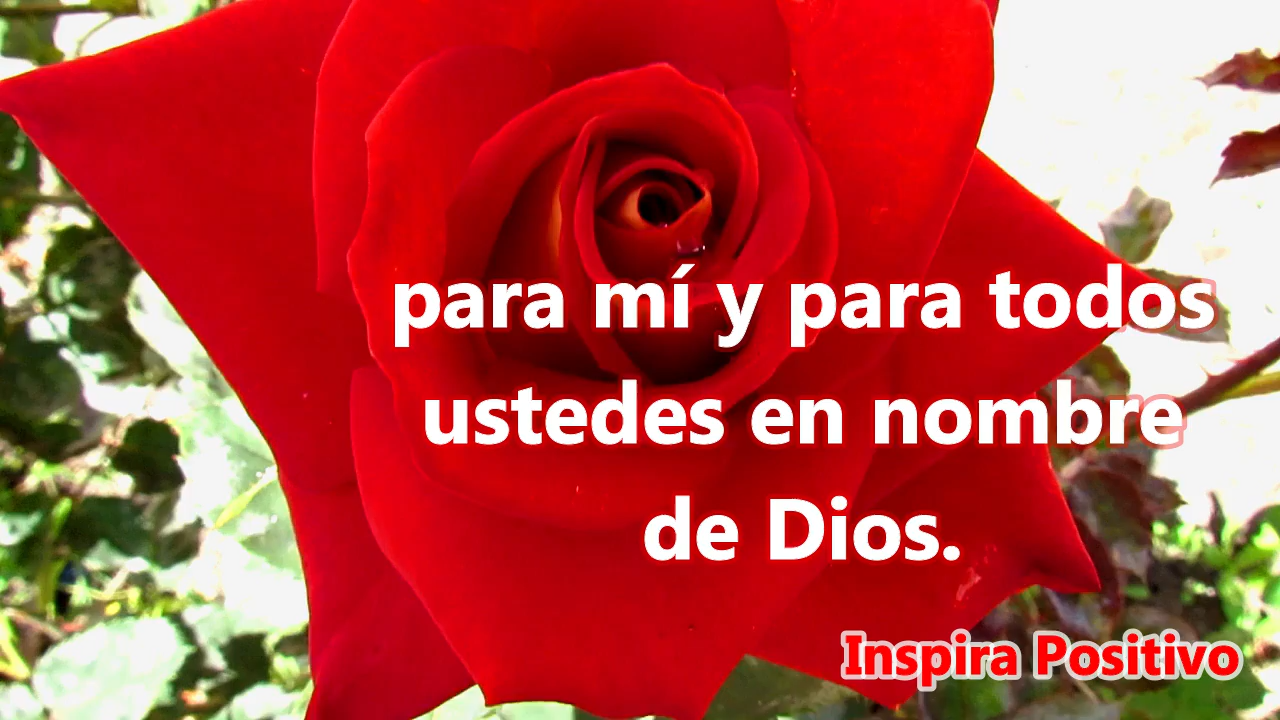 para mí y para todos
ustedes en nombre
de Dios.
Inspira Positivo